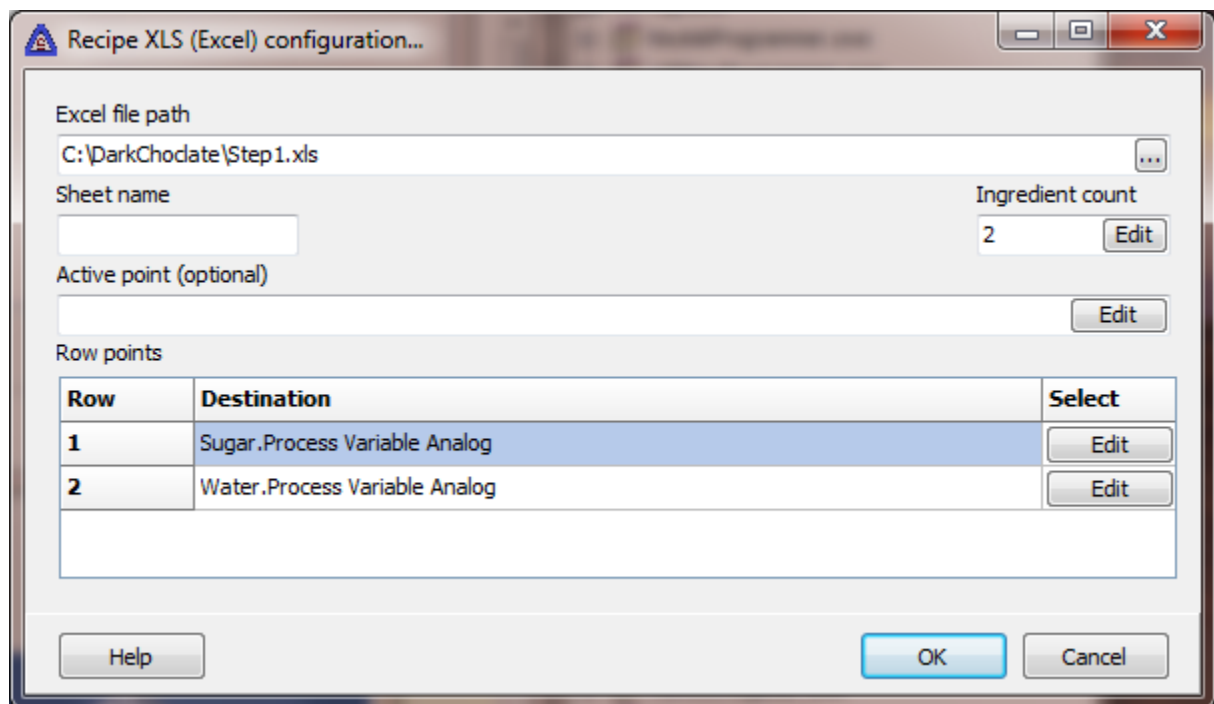 Recipe XLS (Excel) configuration...
Excel file path
C:\DarkChoclate\Step1.xls ...
Sheet name Ingredient count
2 Edit
Active point (optional)
Edit
Row points
Row Destination Select
1 Sugar.Process Variable Analog Edit
2 Water.Process Variable Analog Edit
Help OK Cancel